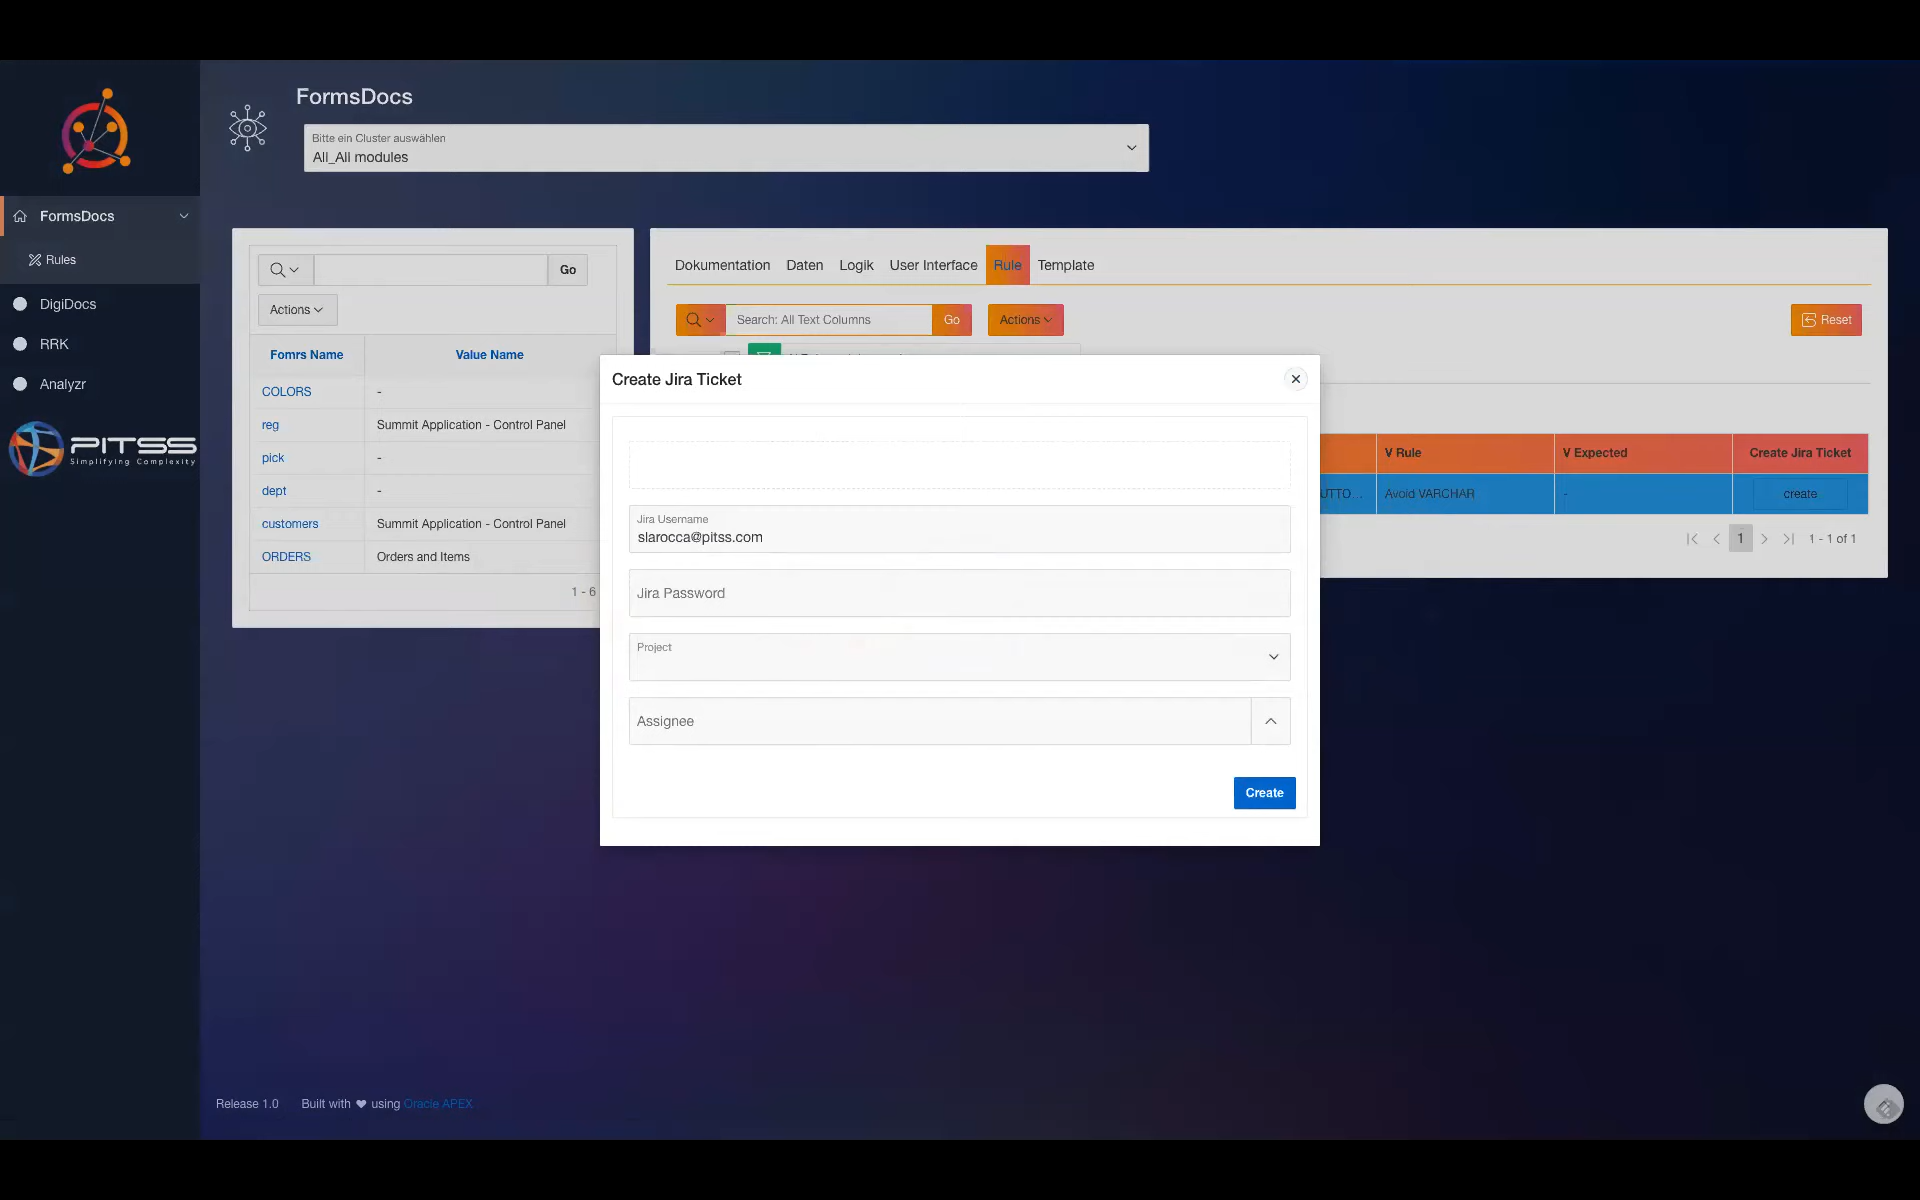 FormsDocs
Bitte ein Cluster auswählen
All_All modules
FormsDocs
Rules
DigiDocs
RRK
Analyzr
PITSS
Simplifying Complexity
Go
Actions
Fomrs Name Value Name
COLORS -
reg Summit Application - Control Panel
pick -
dept -
customers Summit Application - Control Panel
ORDERS Orders and Items
1 - 6
Dokumentation Daten Logik User Interface Rule Template
Search: All Text Columns Go Actions Reset
V Rule V Expected Create Jira Ticket
UTTO... Avoid VARCHAR - create
1 1 - 1 of 1
Create Jira Ticket
Jira Username
slarocca@pitss.com
Jira Password
Project
Assignee
Create
Release 1.0 Built with ❤ using Oracle APEX